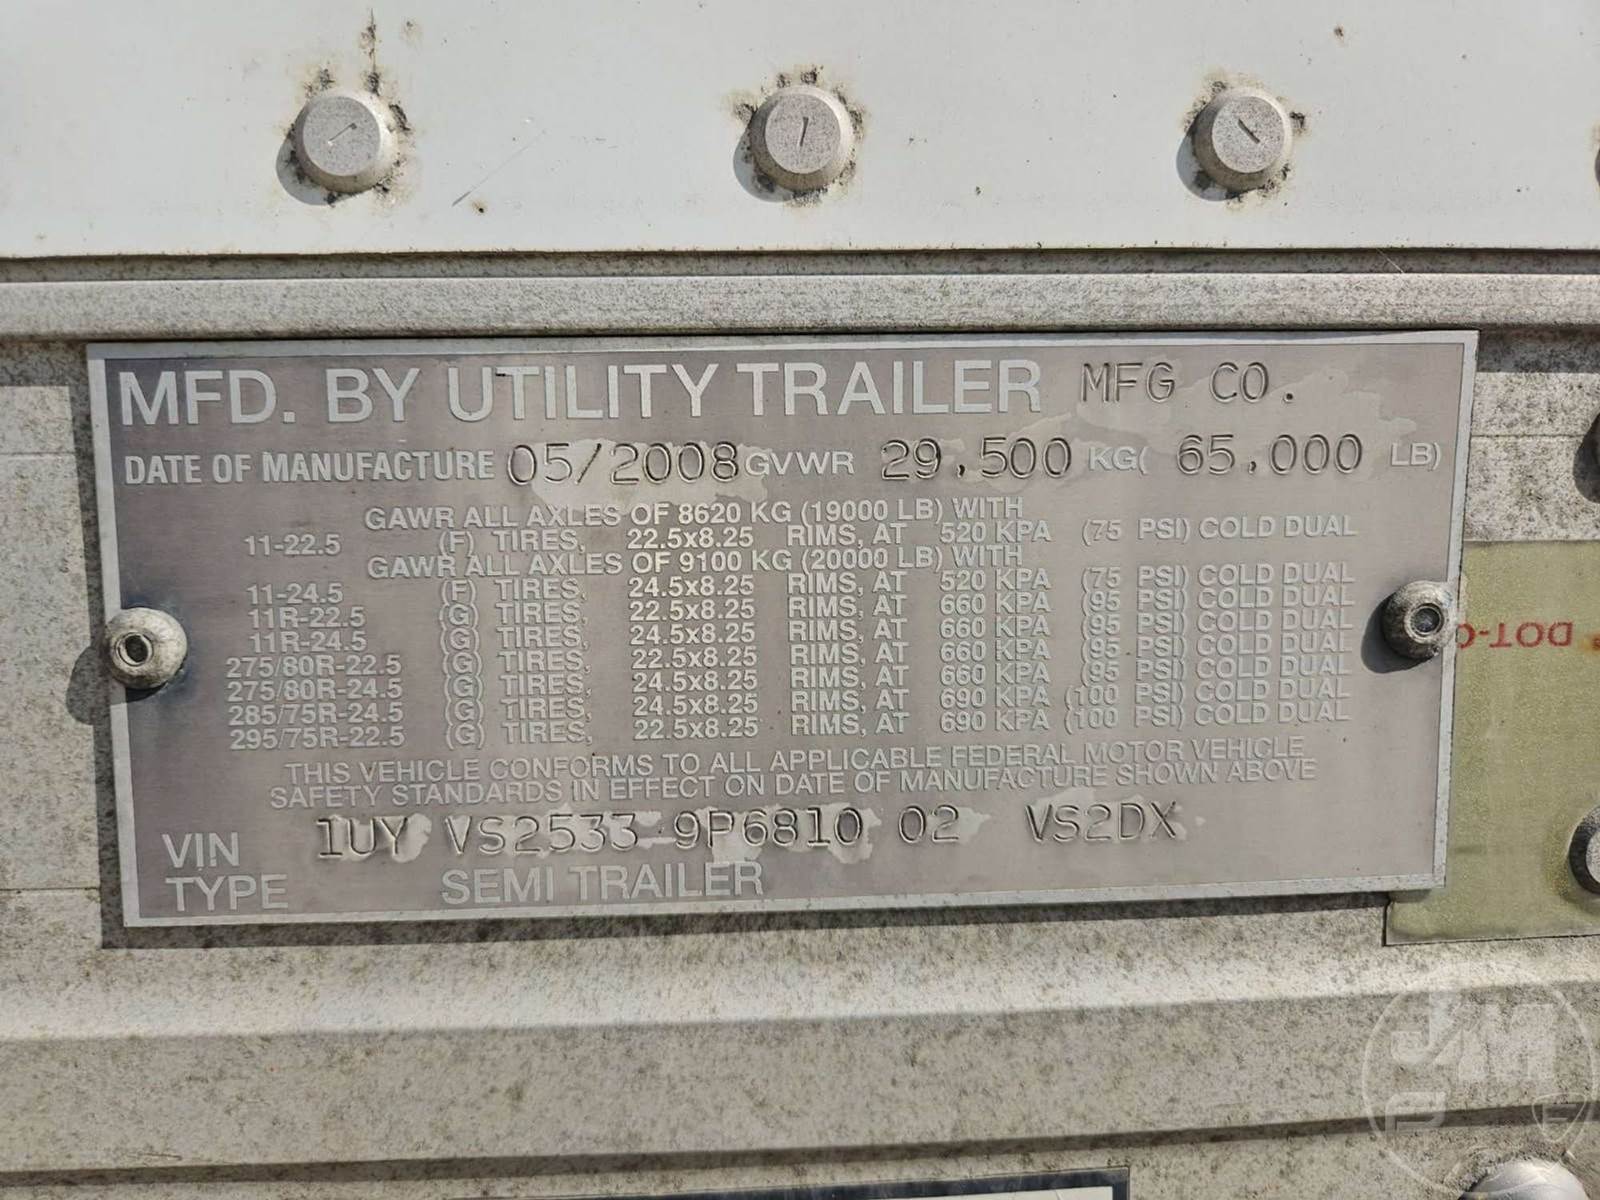 MFD. BY UTILITY TRAILER MFG CO.
DATE OF MANUFACTURE 05/2008 GVWR 29,500 KG( 65,000 LB)
GAWR ALL AXLES OF 8620 KG (19000 LB) WITH
11-22.5 (F) TIRES, 22.5x8.25 RIMS, AT 520 KPA (75 PSI) COLD DUAL
GAWR ALL AXLES OF 9100 KG (20000 LB) WITH
11-24.5 (F) TIRES, 24.5x8.25 RIMS, AT 520 KPA (75 PSI) COLD DUAL
11R-22.5 (G) TIRES, 22.5x8.25 RIMS, AT 660 KPA (95 PSI) COLD DUAL
11R-24.5 (G) TIRES, 24.5x8.25 RIMS, AT 660 KPA (95 PSI) COLD DUAL
275/80R-22.5 (G) TIRES, 22.5x8.25 RIMS, AT 660 KPA (95 PSI) COLD DUAL
275/80R-24.5 (G) TIRES, 24.5x8.25 RIMS, AT 660 KPA (95 PSI) COLD DUAL
285/75R-24.5 (G) TIRES, 24.5x8.25 RIMS, AT 690 KPA (100 PSI) COLD DUAL
295/75R-22.5 (G) TIRES, 22.5x8.25 RIMS, AT 690 KPA (100 PSI) COLD DUAL
THIS VEHICLE CONFORMS TO ALL APPLICABLE FEDERAL MOTOR VEHICLE
SAFETY STANDARDS IN EFFECT ON DATE OF MANUFACTURE SHOWN ABOVE
VIN 1UY VS2533 9P6810 02 VS2DX
TYPE SEMI TRAILER
DOT-C
JM